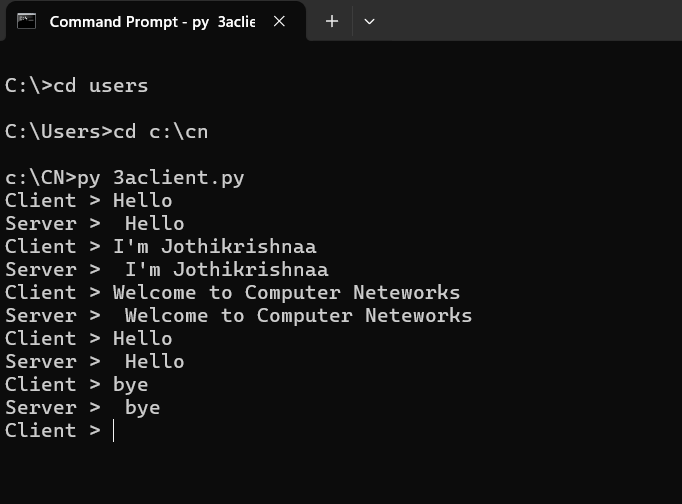 Command Prompt - py 3aclie
C:\>cd users
C:\Users>cd c:\cn
c:\CN>py 3aclient.py
Client > Hello
Server >  Hello
Client > I'm Jothikrishnaa
Server >  I'm Jothikrishnaa
Client > Welcome to Computer Neteworks
Server >  Welcome to Computer Neteworks
Client > Hello
Server >  Hello
Client > bye
Server >  bye
Client >